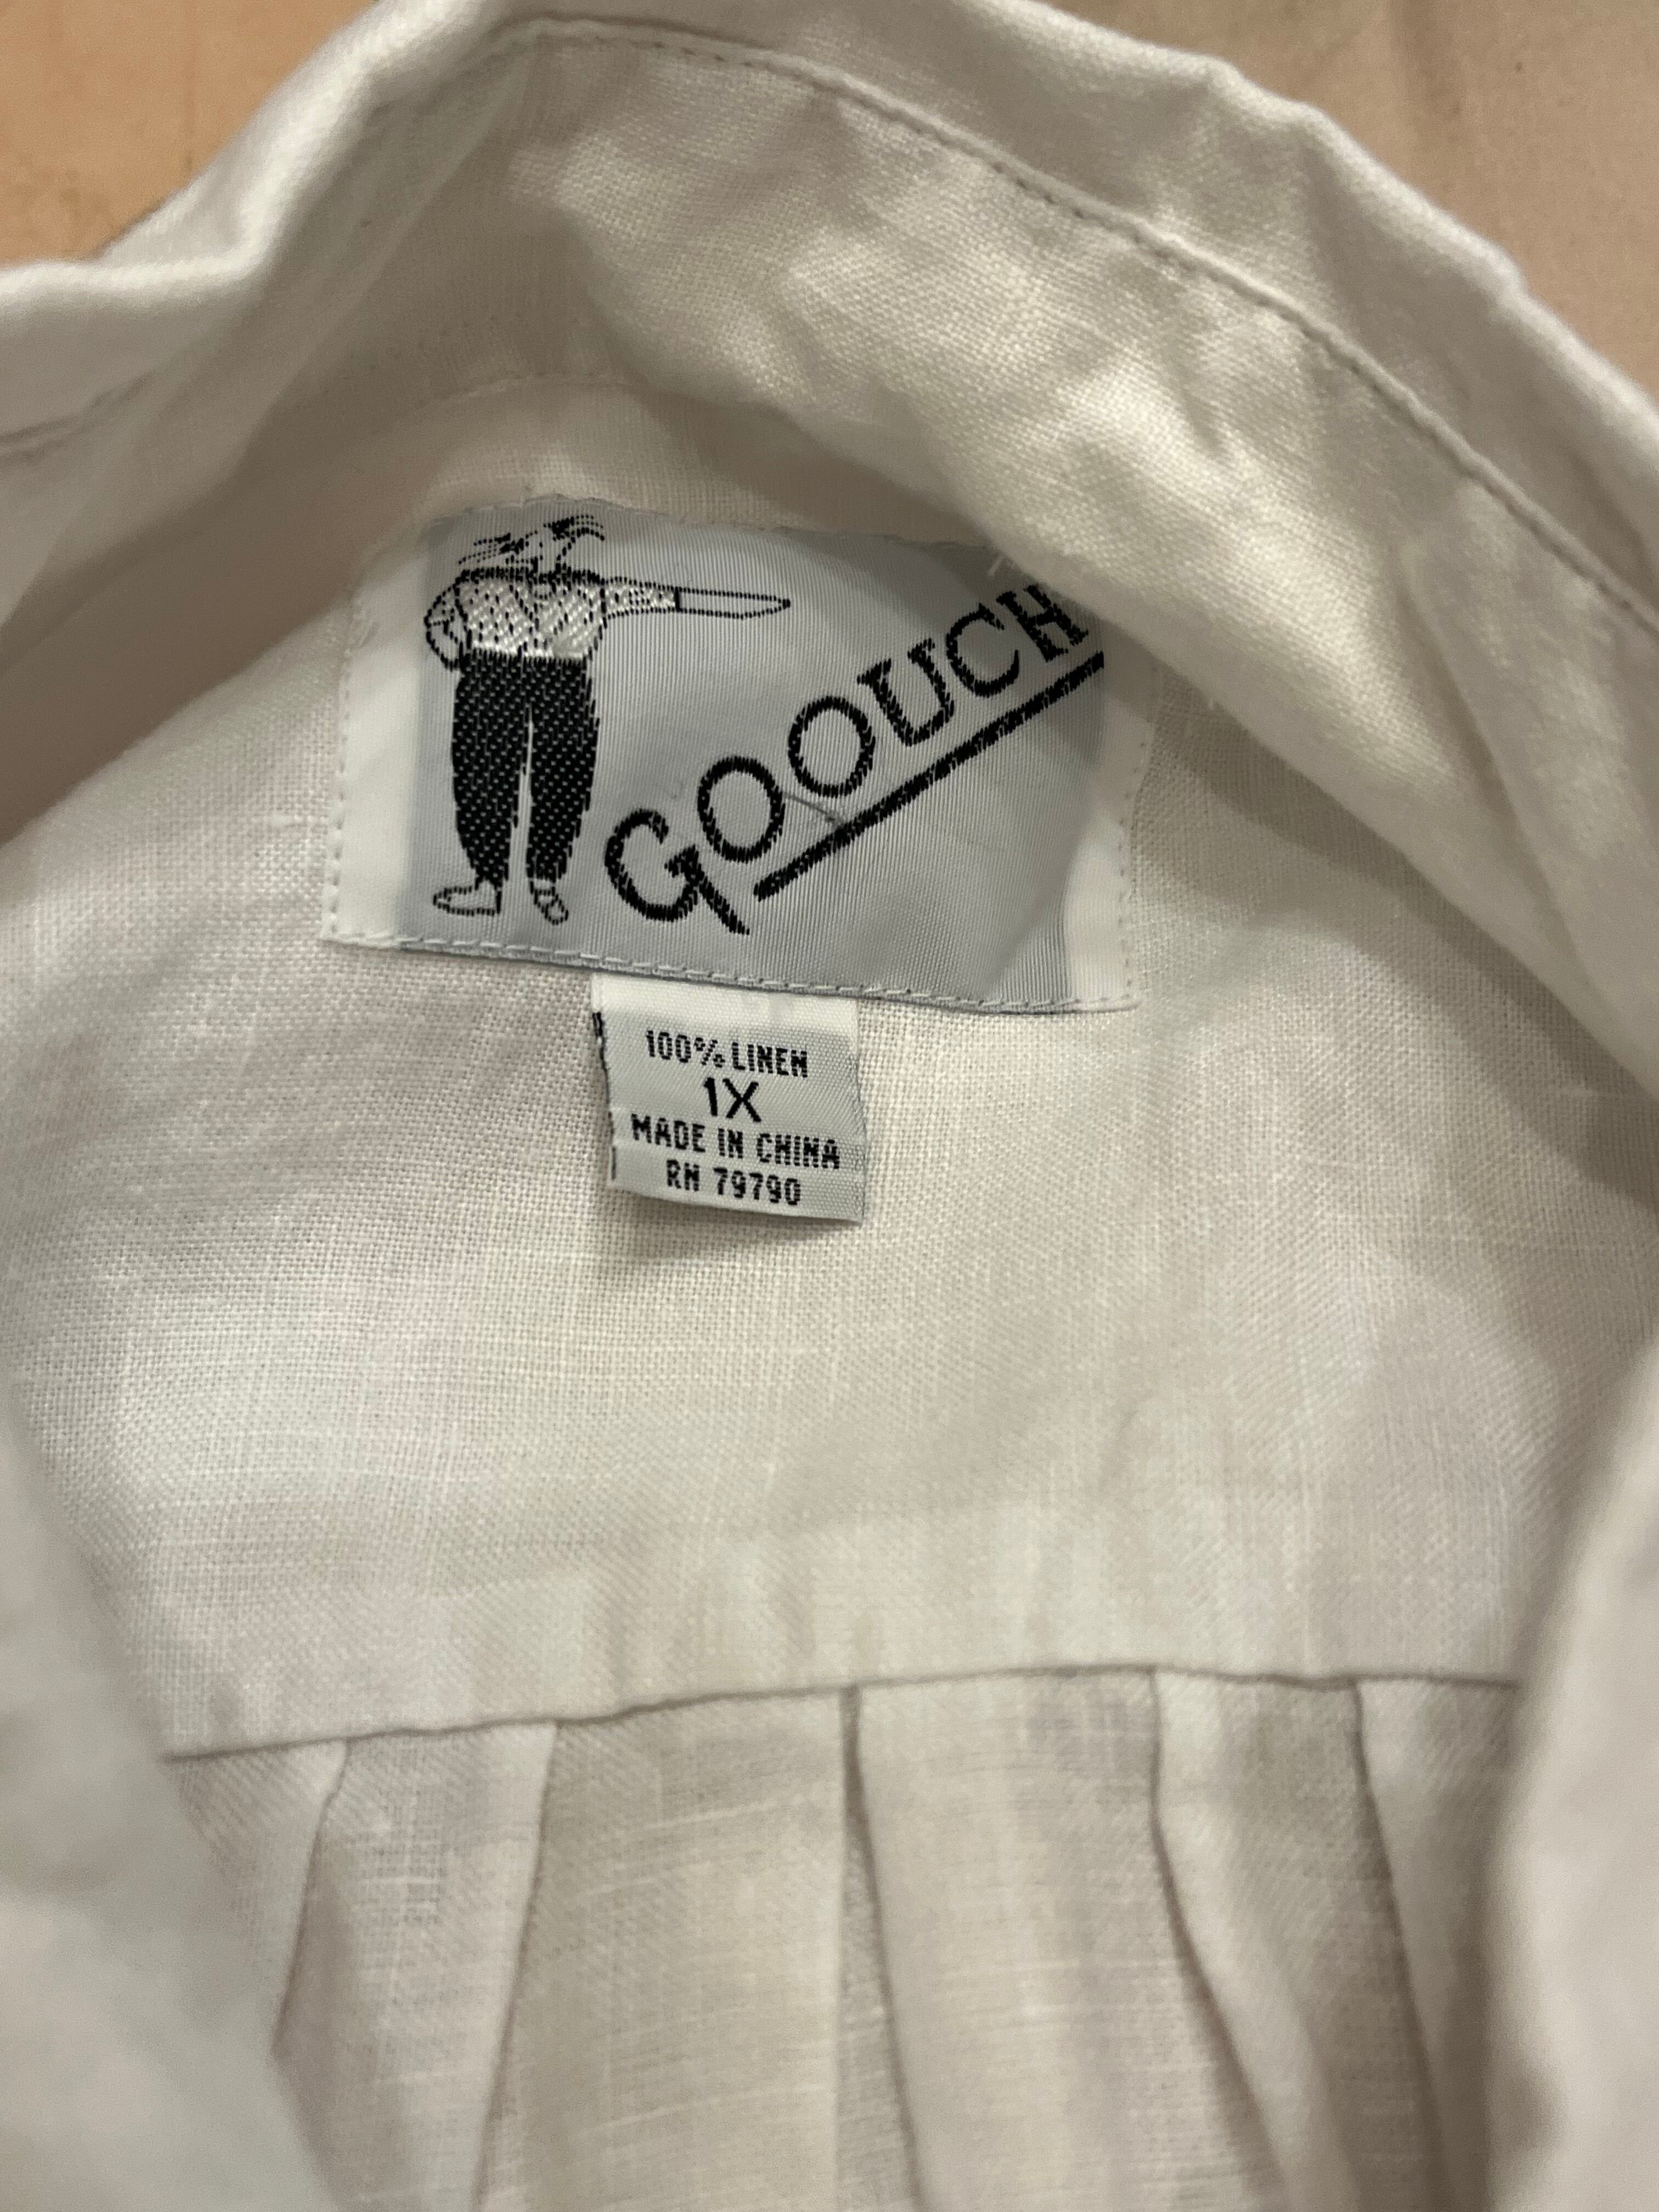 GOOUCH
100% LINEN
1X
MADE IN CHINA
RN 79790